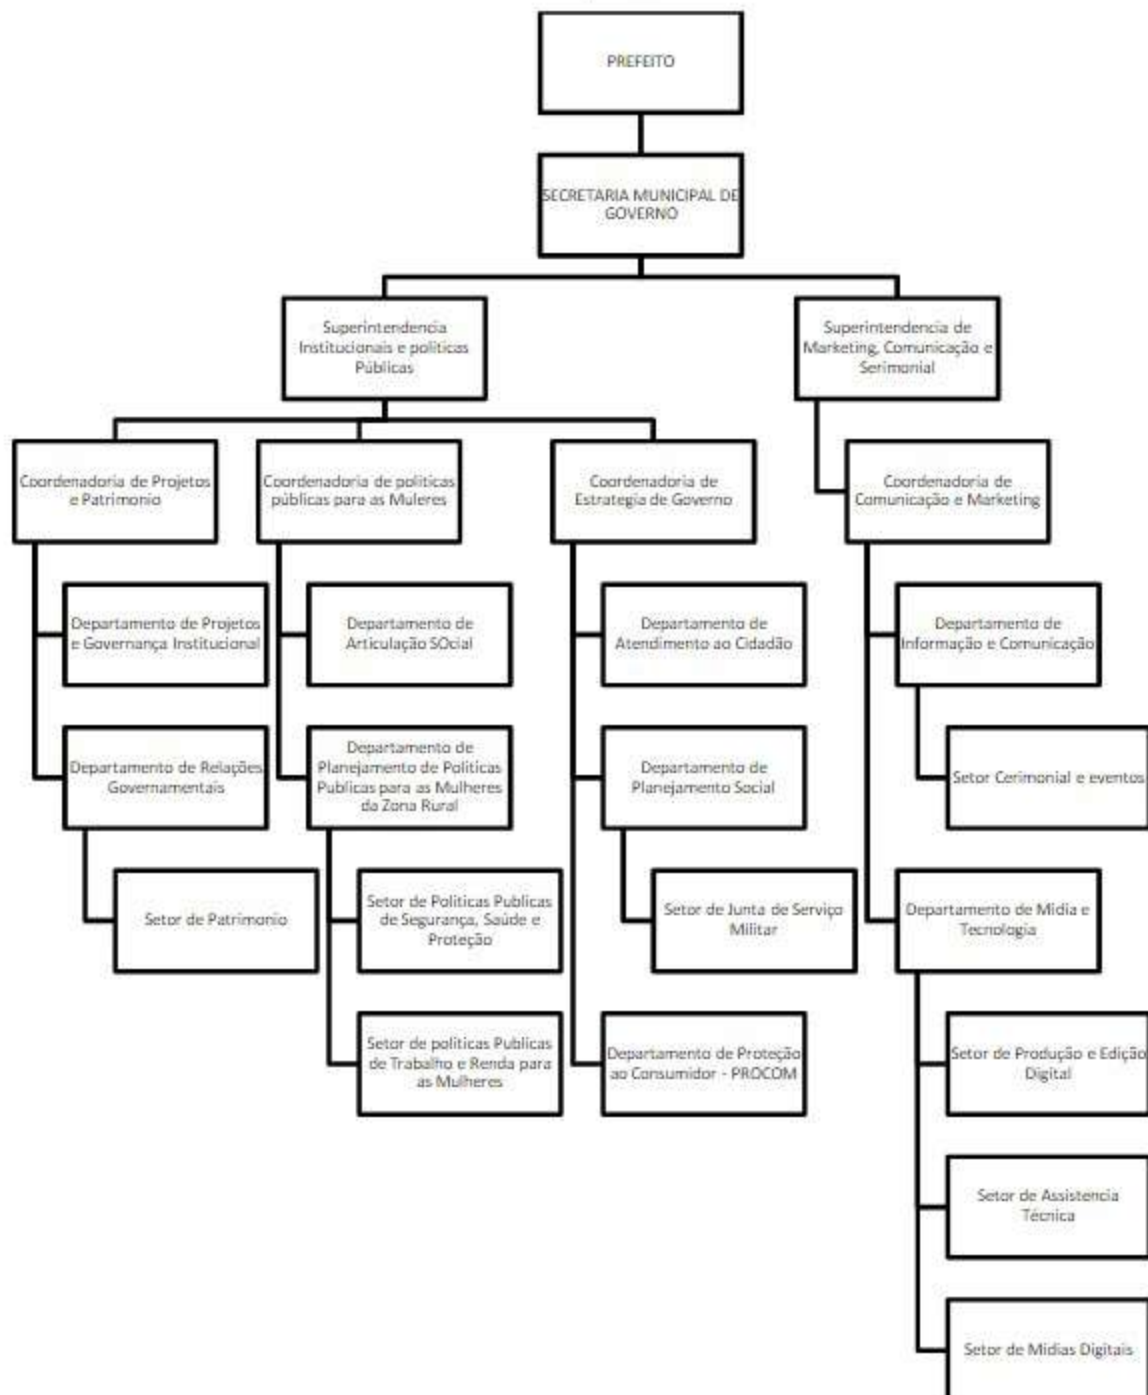 PREFEITO
SECRETARIA MUNICIPAL DE
GOVERNO
Superintendencia
Institucionais e politicas
Públicas
Superintendencia de
Marketing, Comunicação e
Serimonial
Coordenadoria de Projetos
e Patrimonio
Coordenadoria de politicas
públicas para as Muleres
Coordenadoria de
Estrategia de Governo
Coordenadoria de
Comunicação e Marketing
Departamento de Projetos
e Governança Institucional
Departamento de
Articulação SOcial
Departamento de
Atendimento ao Cidadão
Departamento de
Informação e Comunicação
Departamento de Relações
Governamentais
Departamento de
Planejamento de Politicas
Publicas para as Mulheres
da Zona Rural
Departamento de
Planejamento Social
Setor Cerimonial e eventos
Setor de Patrimonio
Setor de Politicas Publicas
de Segurança, Saúde e
Proteção
Setor de Junta de Serviço
Militar
Departamento de Midia e
Tecnologia
Setor de políticas Publicas
de Trabalho e Renda para
as Mulheres
Departamento de Proteção
ao Consumidor - PROCOM
Setor de Produção e Edição
Digital
Setor de Assistencia
Técnica
Setor de Midias Digitais